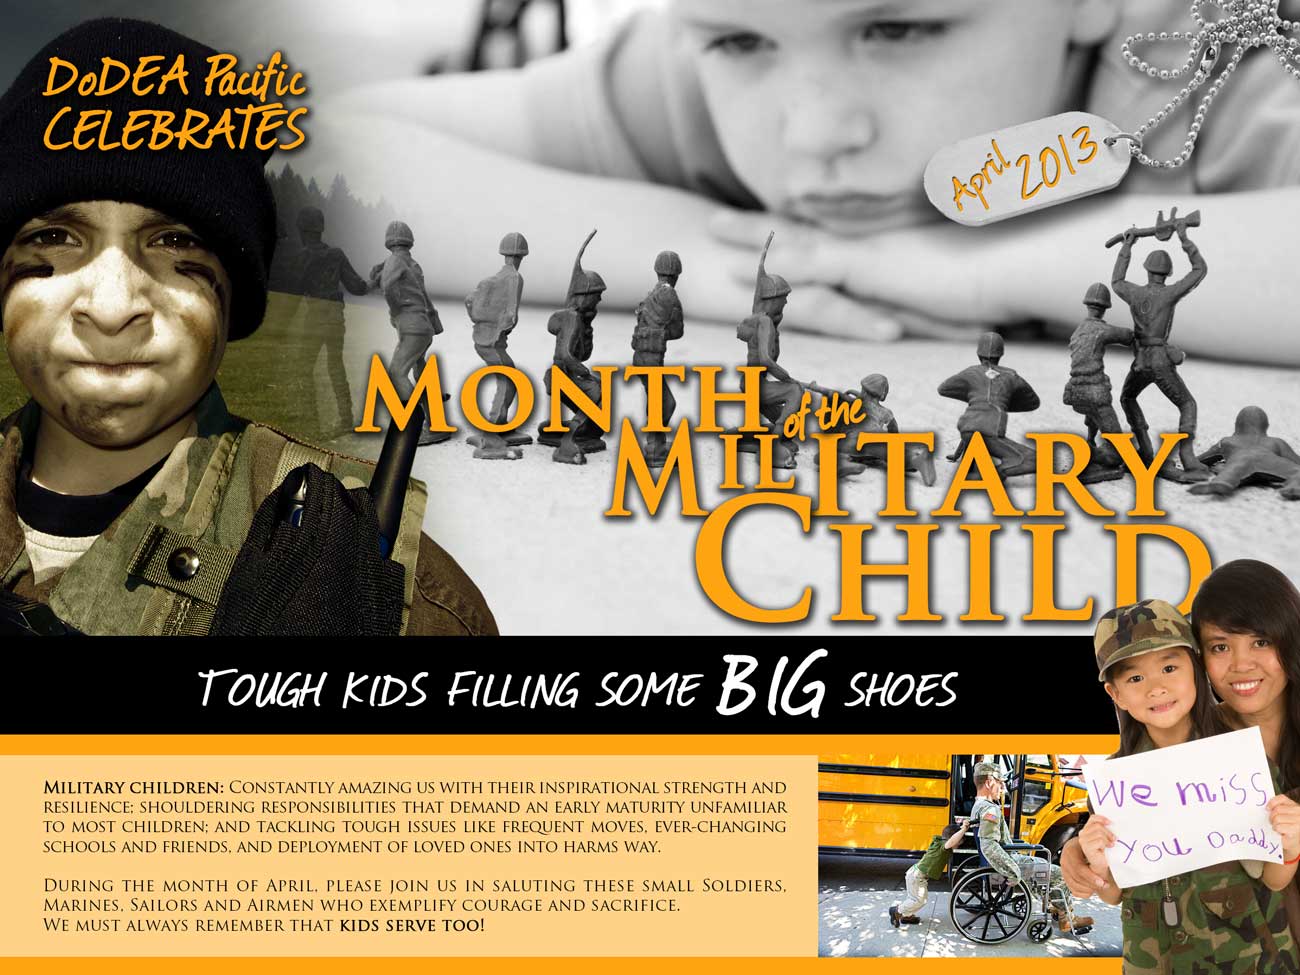 DoDEA Pacific
CELEBRATES
April 2013
MONTH of the
MILITARY
CHILD
TOUGH KIDS FILLING SOME BIG SHOES
MILITARY CHILDREN: CONSTANTLY AMAZING US WITH THEIR INSPIRATIONAL STRENGTH AND
RESILIENCE; SHOULDERING RESPONSIBILITIES THAT DEMAND AN EARLY MATURITY UNFAMILIAR
TO MOST CHILDREN; AND TACKLING TOUGH ISSUES LIKE FREQUENT MOVES, EVER-CHANGING
SCHOOLS AND FRIENDS, AND DEPLOYMENT OF LOVED ONES INTO HARMS WAY.
DURING THE MONTH OF APRIL, PLEASE JOIN US IN SALUTING THESE SMALL SOLDIERS,
MARINES, SAILORS AND AIRMEN WHO EXEMPLIFY COURAGE AND SACRIFICE.
WE MUST ALWAYS REMEMBER THAT KIDS SERVE TOO!
We miss
you Daddy.